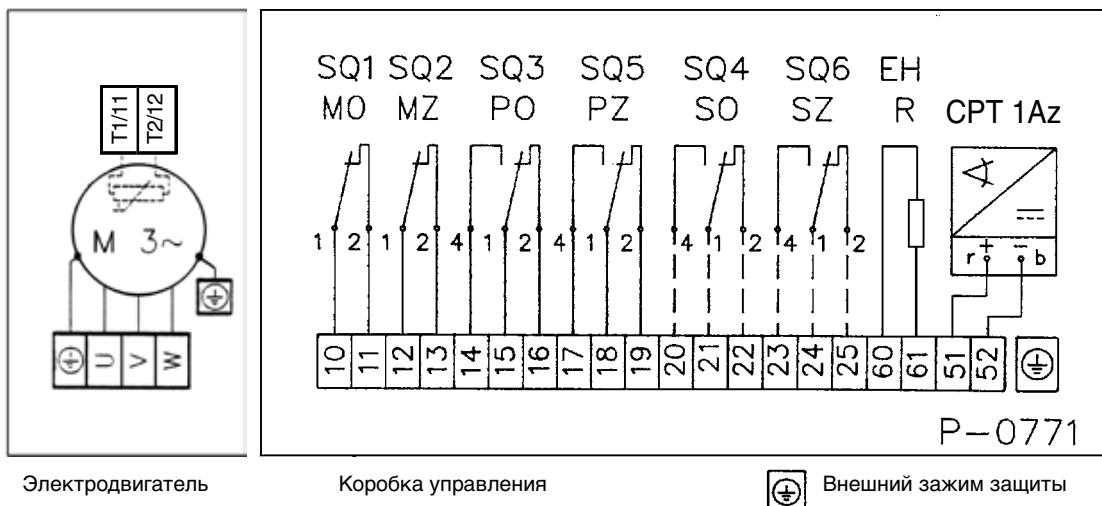 T1/11 T2/12
M 3~
U V W
SQ1 SQ2 SQ3 SQ5 SQ4 SQ6 EH
MO MZ PO PZ SO SZ R CPT 1Az
1 2 1 2 4 1 2 4 1 2 4 1 2 4 1 2 r + − b
10 11 12 13 14 15 16 17 18 19 20 21 22 23 24 25 60 61 51 52
P-0771
Электродвигатель Коробка управления Внешний зажим защиты